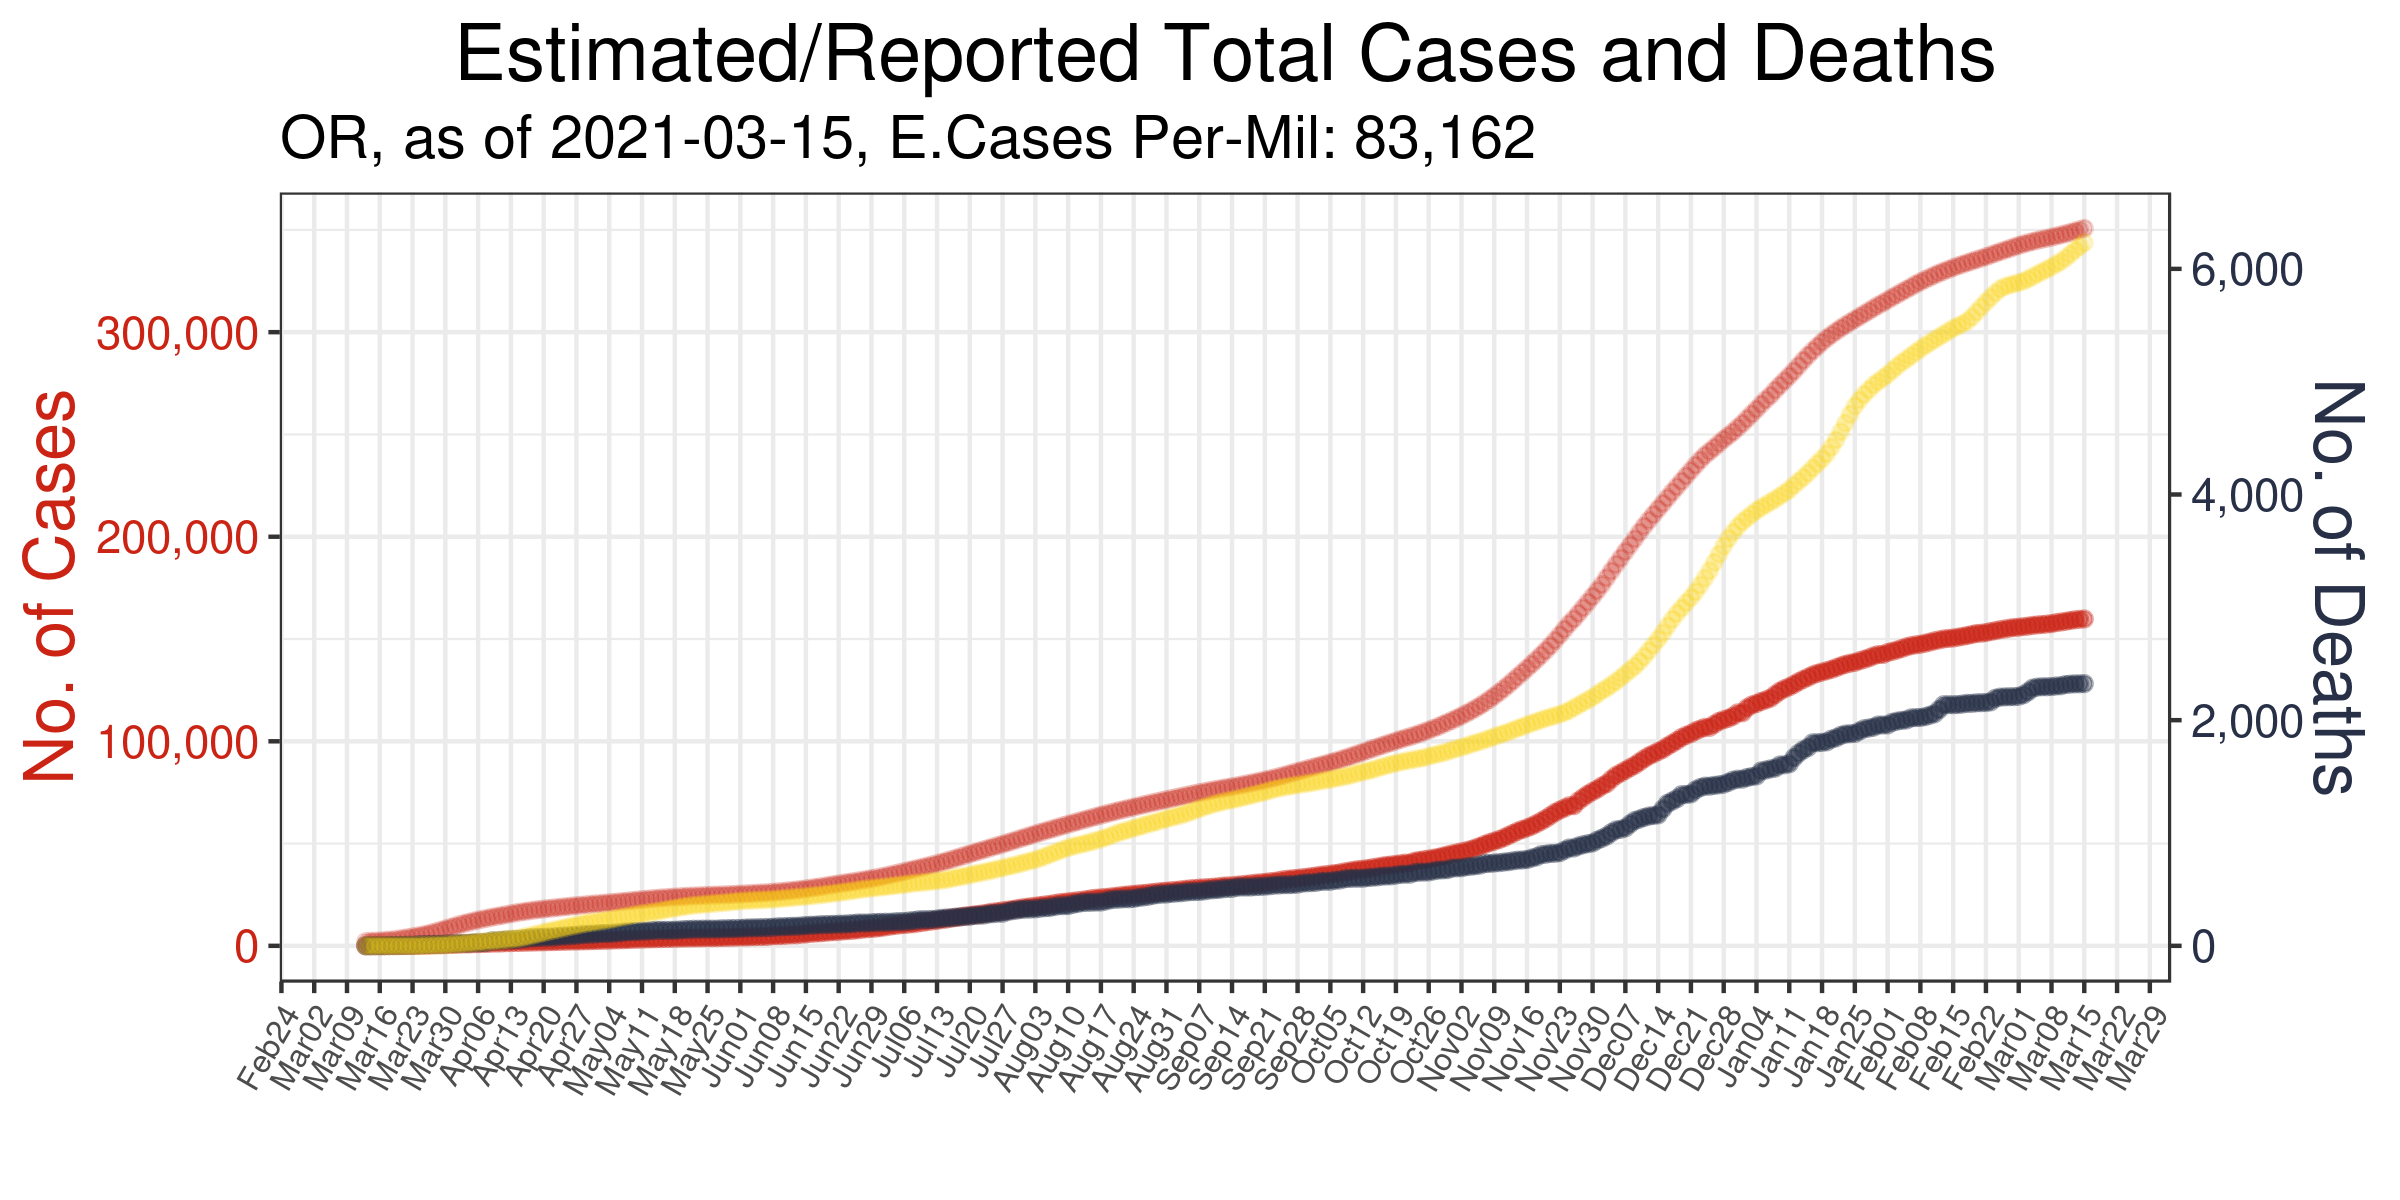 Estimated/Reported Total Cases and Deaths
OR, as of 2021-03-15, E.Cases Per-Mil: 83,162
No. of Cases
300,000
200,000
100,000
0
6,000
4,000
2,000
0
No. of Deaths
Feb24
Mar02
Mar09
Mar16
Mar23
Mar30
Apr06
Apr13
Apr20
Apr27
May04
May11
May18
May25
Jun01
Jun08
Jun15
Jun22
Jun29
Jul06
Jul13
Jul20
Jul27
Aug03
Aug10
Aug17
Aug24
Aug31
Sep07
Sep14
Sep21
Sep28
Oct05
Oct12
Oct19
Oct26
Nov02
Nov09
Nov16
Nov23
Nov30
Dec07
Dec14
Dec21
Dec28
Jan04
Jan11
Jan18
Jan25
Feb01
Feb08
Feb15
Feb22
Mar01
Mar08
Mar15
Mar22
Mar29